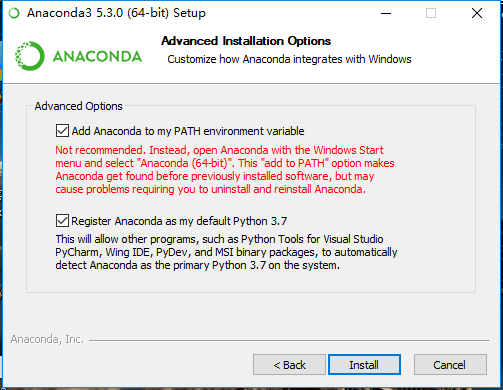 Anaconda3 5.3.0 (64-bit) Setup
ANACONDA
Advanced Installation Options
Customize how Anaconda integrates with Windows
Advanced Options
Add Anaconda to my PATH environment variable
Not recommended. Instead, open Anaconda with the Windows Start
menu and select "Anaconda (64-bit)". This "add to PATH" option makes
Anaconda get found before previously installed software, but may
cause problems requiring you to uninstall and reinstall Anaconda.
Register Anaconda as my default Python 3.7
This will allow other programs, such as Python Tools for Visual Studio
PyCharm, Wing IDE, PyDev, and MSI binary packages, to automatically
detect Anaconda as the primary Python 3.7 on the system.
Anaconda, Inc.
< Back
Install
Cancel